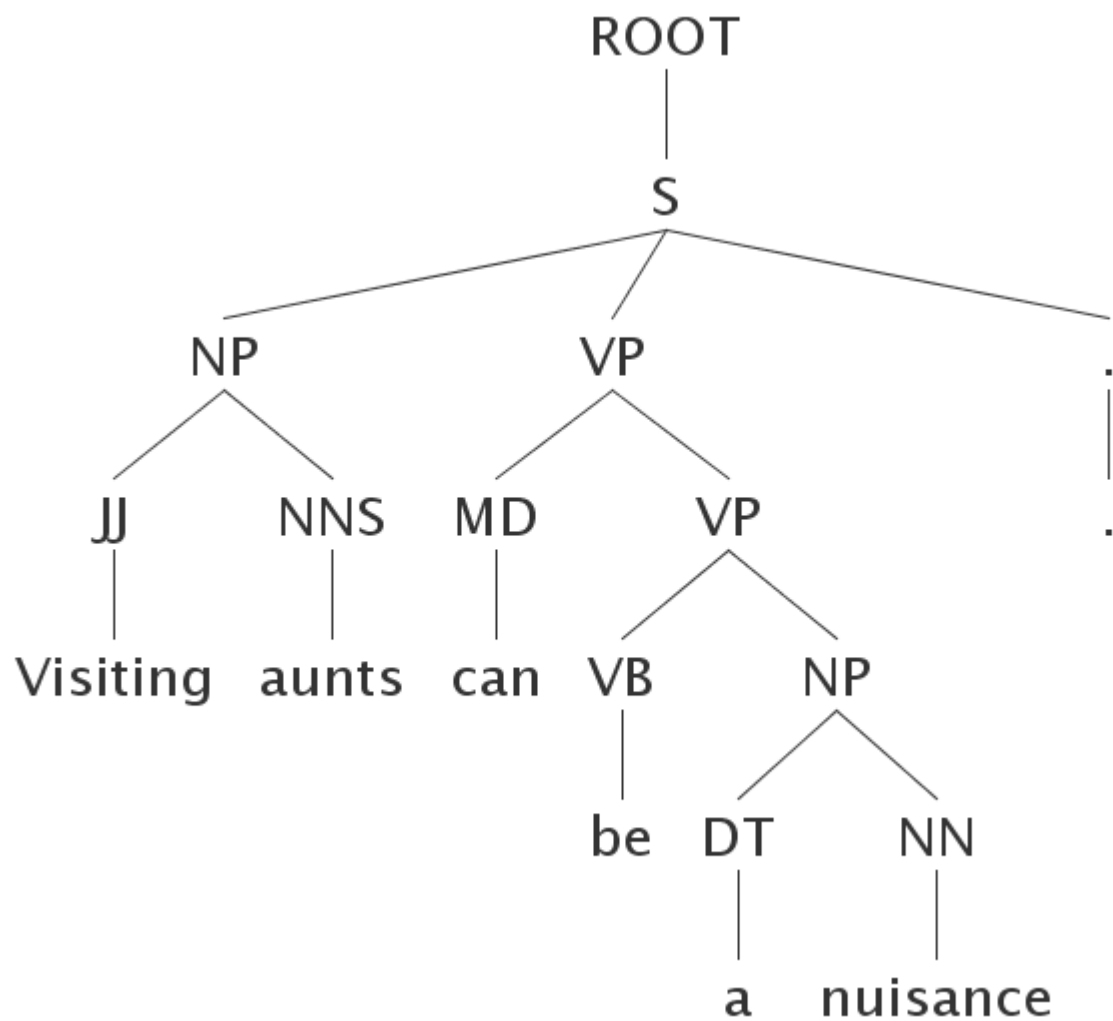 ROOT
S
NP VP .
JJ NNS MD VP .
Visiting aunts can VB NP
be DT NN
a nuisance